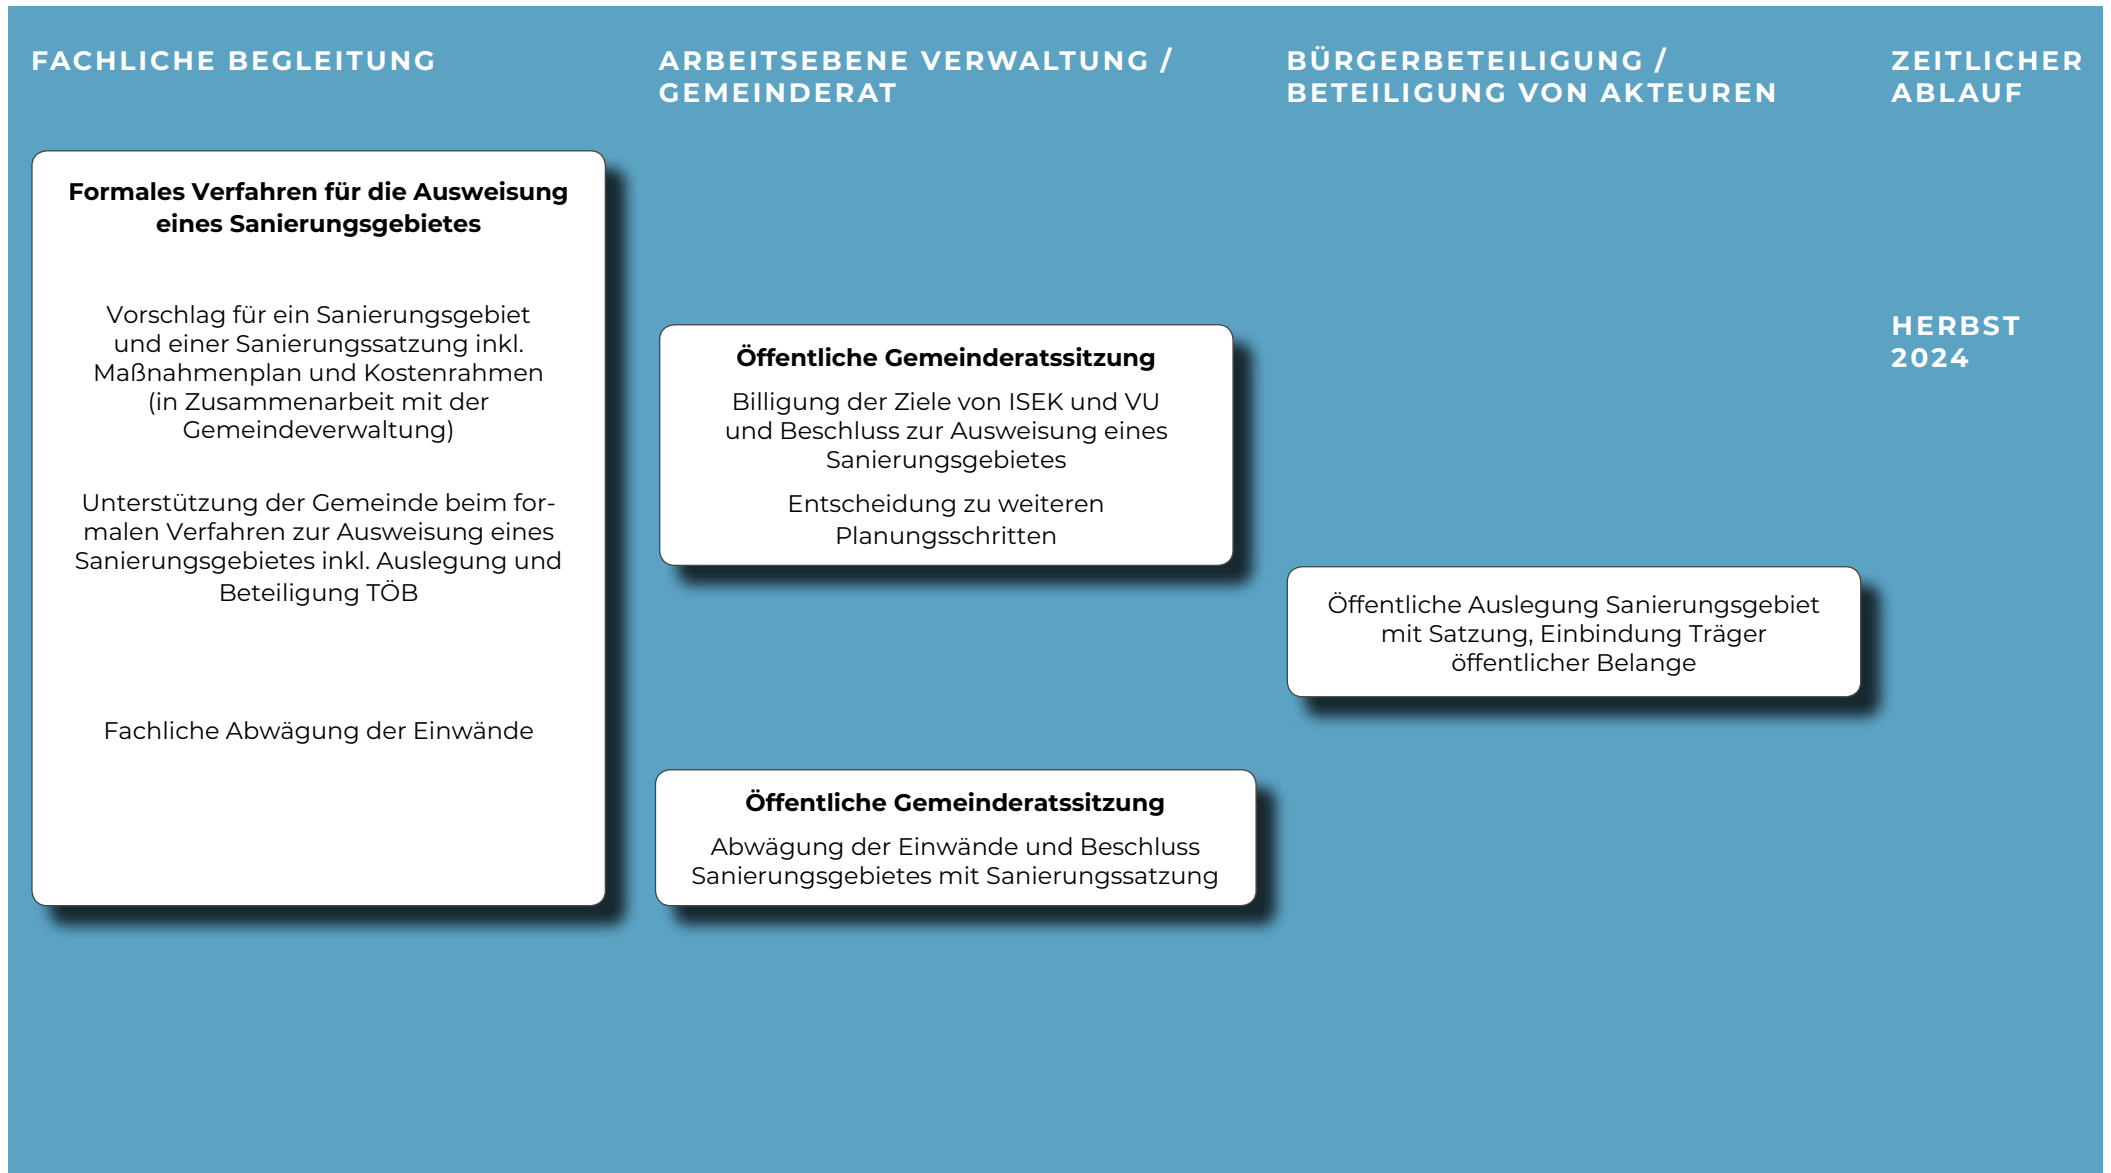 FACHLICHE BEGLEITUNG
ARBEITSEBENE VERWALTUNG /
GEMEINDERAT
BÜRGERBETEILIGUNG /
BETEILIGUNG VON AKTEUREN
ZEITLICHER
ABLAUF
Formales Verfahren für die Ausweisung
eines Sanierungsgebietes
Vorschlag für ein Sanierungsgebiet
und einer Sanierungssatzung inkl.
Maßnahmenplan und Kostenrahmen
(in Zusammenarbeit mit der
Gemeindeverwaltung)
Unterstützung der Gemeinde beim for-
malen Verfahren zur Ausweisung eines
Sanierungsgebietes inkl. Auslegung und
Beteiligung TÖB
Fachliche Abwägung der Einwände
Öffentliche Gemeinderatssitzung
Billigung der Ziele von ISEK und VU
und Beschluss zur Ausweisung eines
Sanierungsgebietes
Entscheidung zu weiteren
Planungsschritten
Öffentliche Gemeinderatssitzung
Abwägung der Einwände und Beschluss
Sanierungsgebietes mit Sanierungssatzung
Öffentliche Auslegung Sanierungsgebiet
mit Satzung, Einbindung Träger
öffentlicher Belange
HERBST
2024